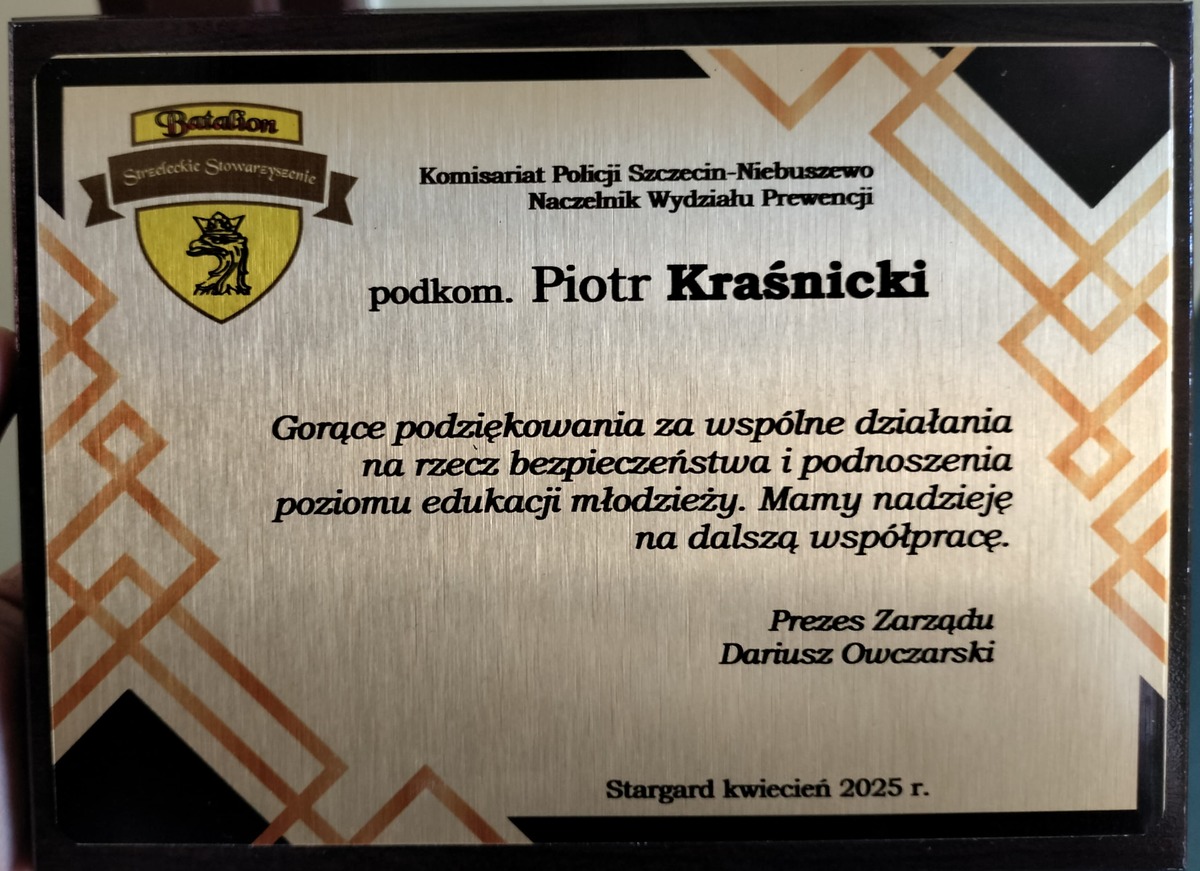 Batalion
Strzeleckie Stowarzyszenie
Komisariat Policji Szczecin-Niebuszewo
Naczelnik Wydziału Prewencji
podkom. Piotr Kraśnicki
Gorące podziękowania za wspólne działania
na rzecz bezpieczeństwa i podnoszenia
poziomu edukacji młodzieży. Mamy nadzieję
na dalszą współpracę.
Prezes Zarządu
Dariusz Owczarski
Stargard kwiecień 2025 r.